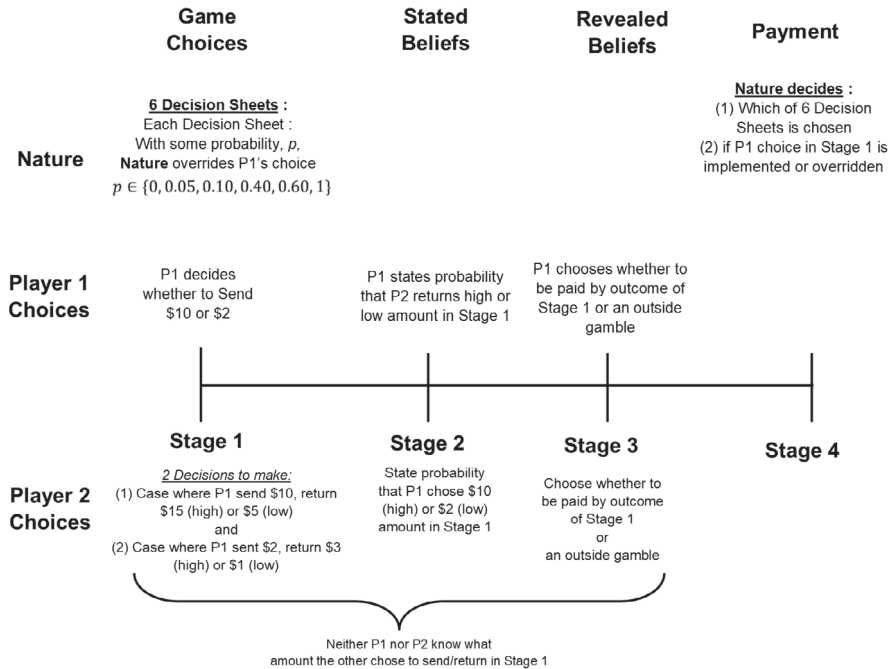 Game
Choices
Stated
Beliefs
Revealed
Beliefs
Payment
Nature
6 Decision Sheets :
Each Decision Sheet :
With some probability, p,
Nature overrides P1's choice
p ∈ {0, 0.05, 0.10, 0.40, 0.60, 1}
Nature decides :
(1) Which of 6 Decision
Sheets is chosen
(2) if P1 choice in Stage 1 is
implemented or overridden
Player 1
Choices
P1 decides
whether to Send
$10 or $2
P1 states probability
that P2 returns high or
low amount in Stage 1
P1 chooses whether to
be paid by outcome of
Stage 1 or an outside
gamble
Stage 1
Stage 2
Stage 3
Stage 4
Player 2
Choices
2 Decisions to make:
(1) Case where P1 send $10, return
$15 (high) or $5 (low)
and
(2) Case where P1 sent $2, return $3
(high) or $1 (low)
State probability
that P1 chose $10
(high) or $2 (low)
amount in Stage 1
Choose whether to
be paid by outcome
of Stage 1
or
an outside gamble
Neither P1 nor P2 know what
amount the other chose to send/return in Stage 1